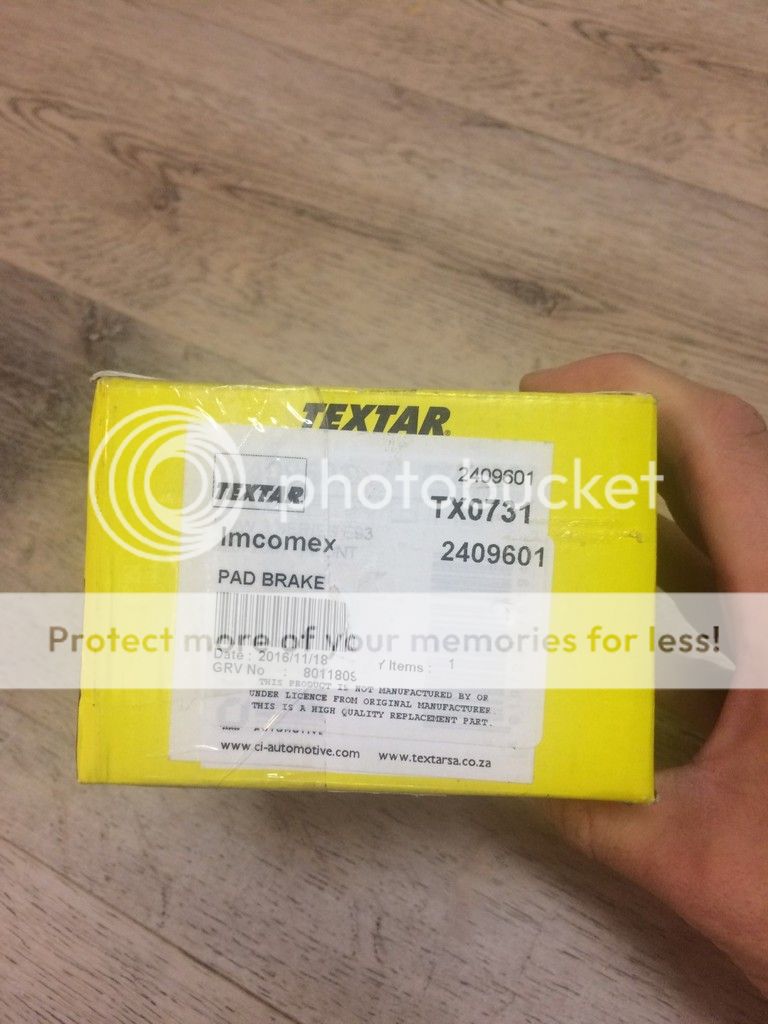 TEXTAR®
2409601
TEXTAR
TX0731
photobucket
Imcomex
2409601
PAD BRAKE
Protect more of your memories for less!
Date : 2016/11/18
Y Items : 1
GRV No : 8011809
THIS PRODUCT IS NOT MANUFACTURED BY OR
UNDER LICENCE FROM ORIGINAL MANUFACTURER.
THIS IS A HIGH QUALITY REPLACEMENT PART.
AUTOMOTIVE
www.ci-automotive.com www.textarsa.co.za